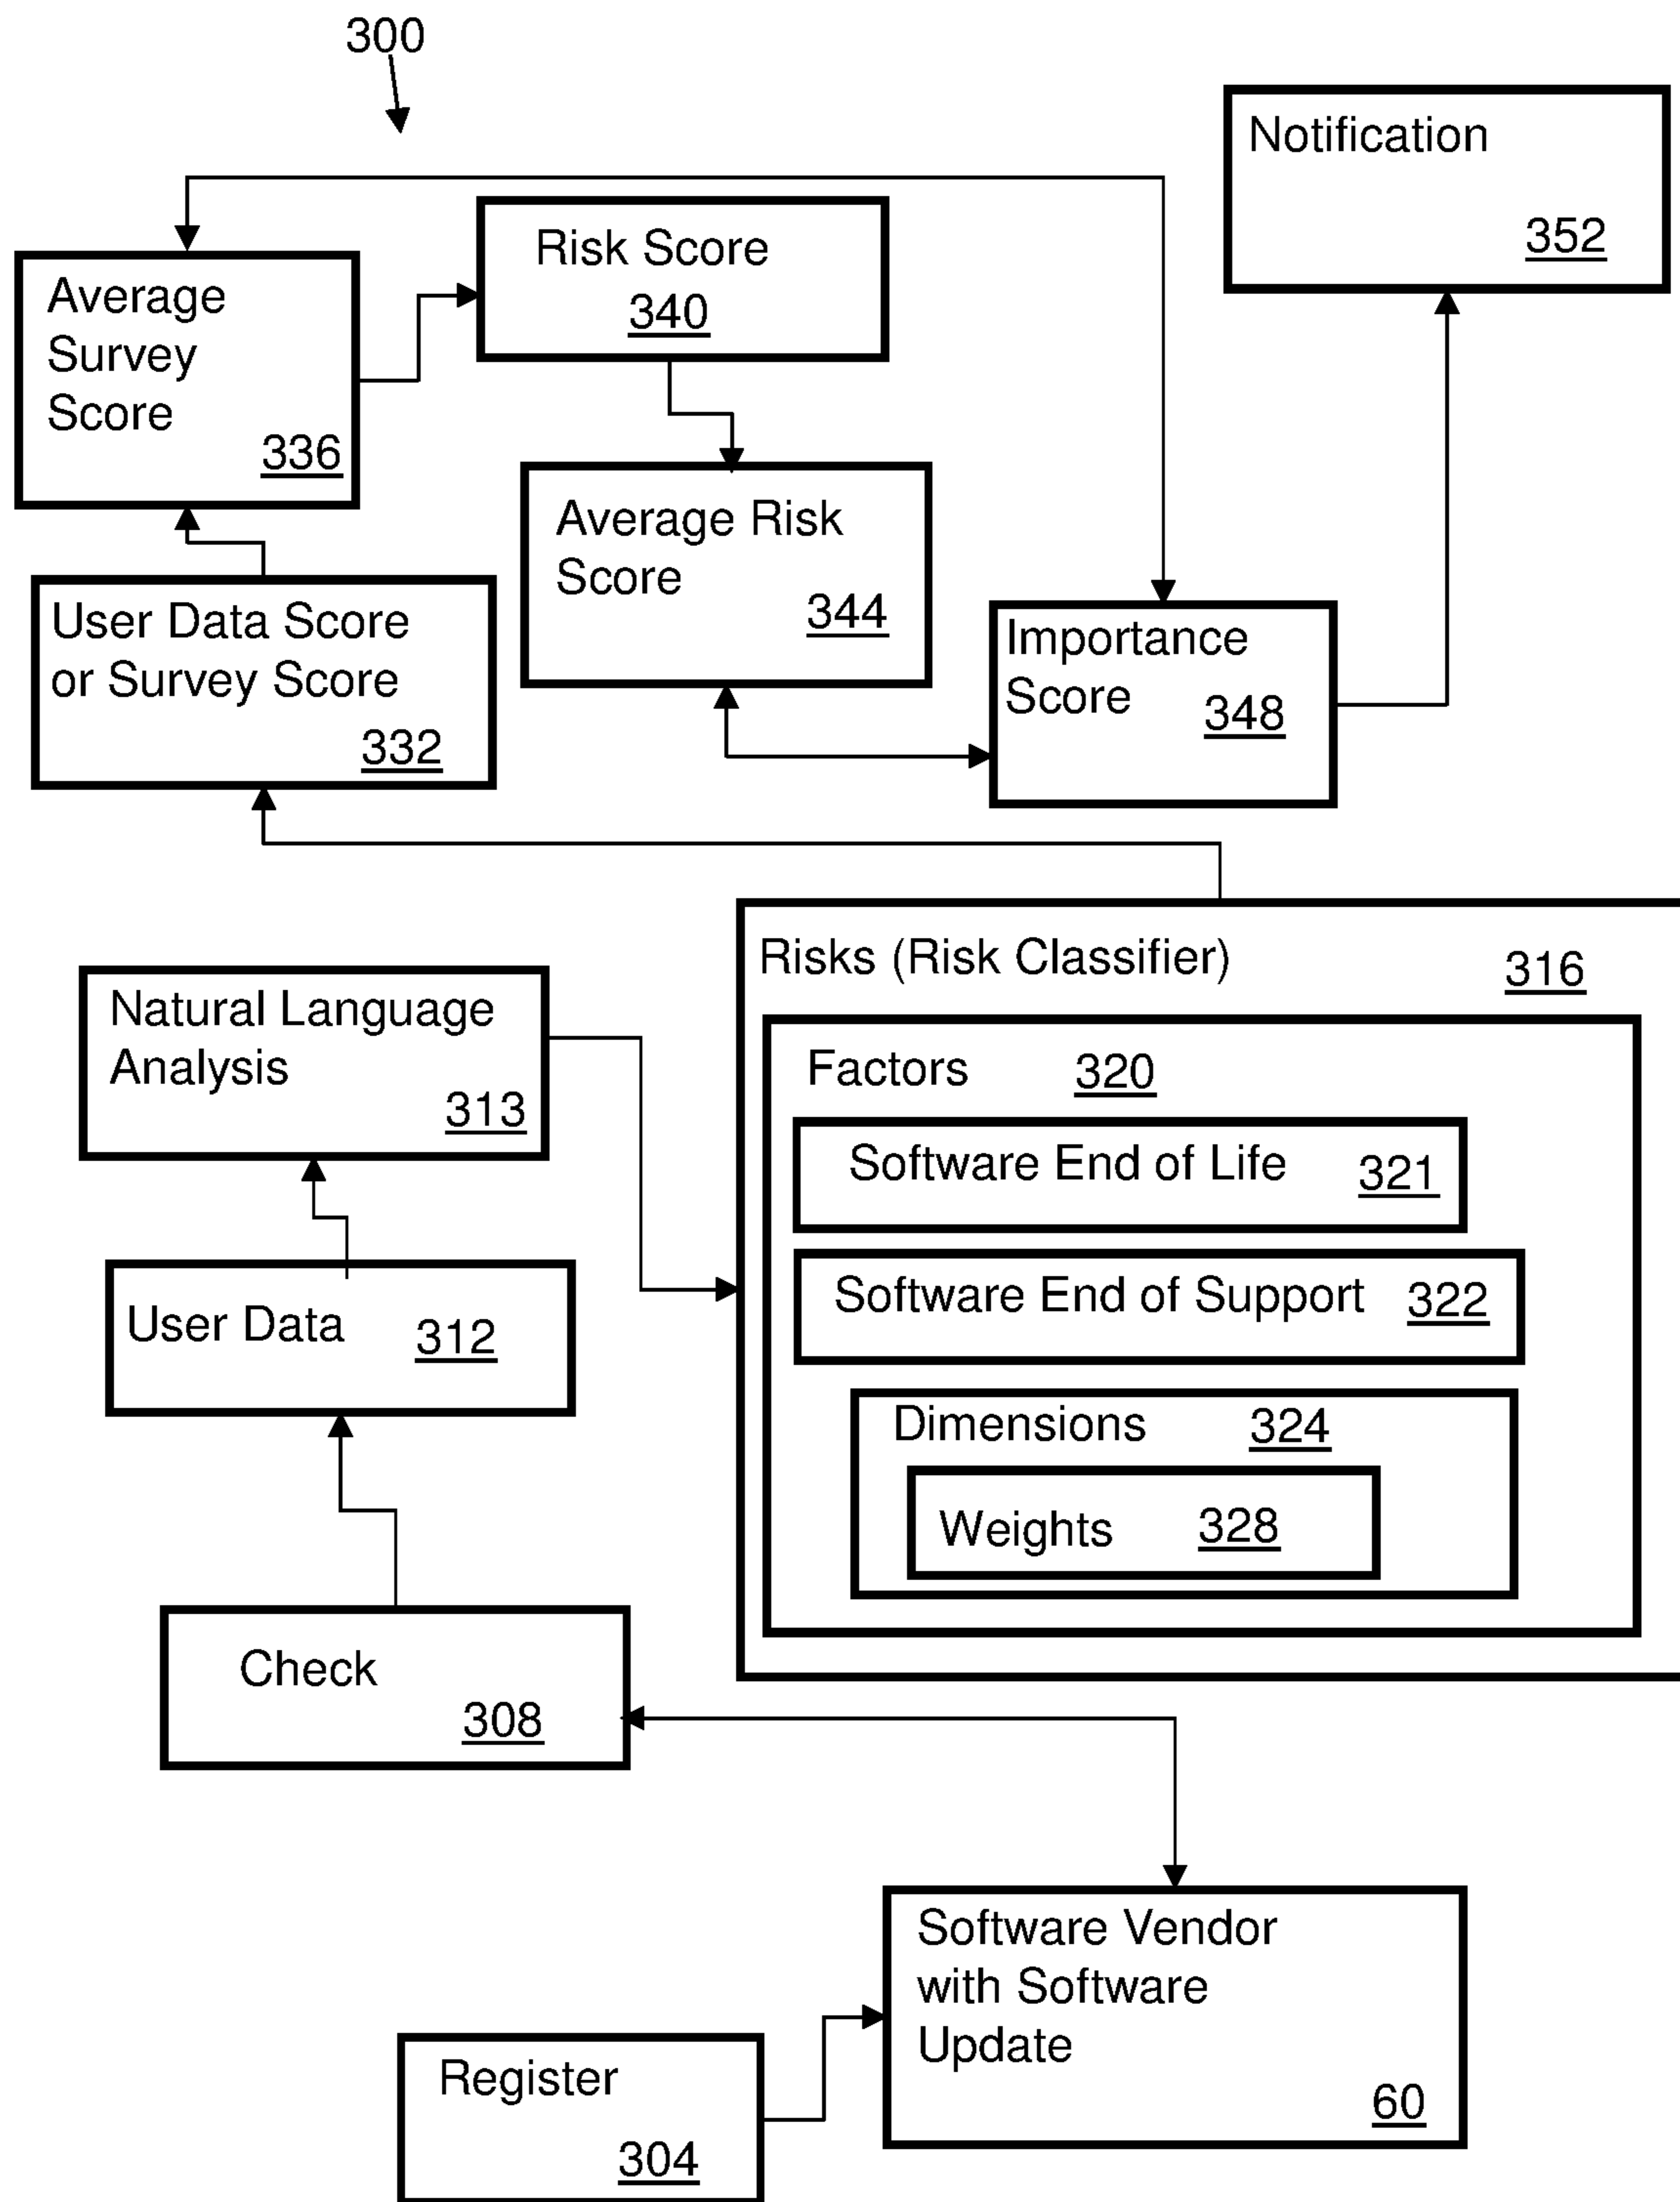 300
Notification
352
Risk Score
340
Average
Survey
Score
336
Average Risk
Score
344
User Data Score
or Survey Score
332
Importance
Score
348
Risks (Risk Classifier)
316
Natural Language
Analysis
313
Factors 320
Software End of Life 321
Software End of Support 322
User Data 312
Dimensions 324
Weights 328
Check
308
Software Vendor
with Software
Update
60
Register
304